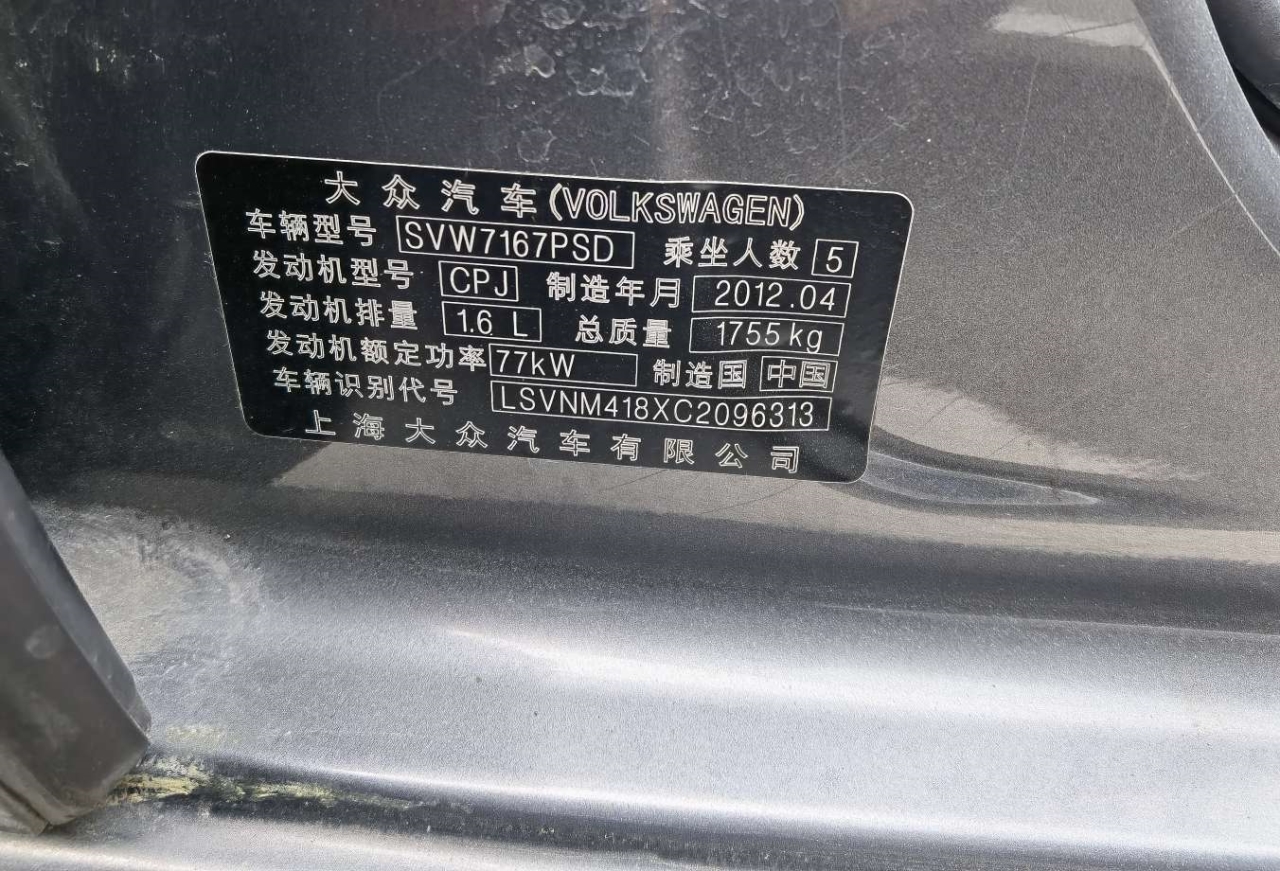 大众汽车(VOLKSWAGEN)
车辆型号 SVW7167PSD 乘坐人数 5
发动机型号 CPJ 制造年月 2012.04
发动机排量 1.6 L 总质量 1755kg
发动机额定功率 77kW 制造国 中国
车辆识别代号 LSVNM418XC2096313
上海大众汽车有限公司